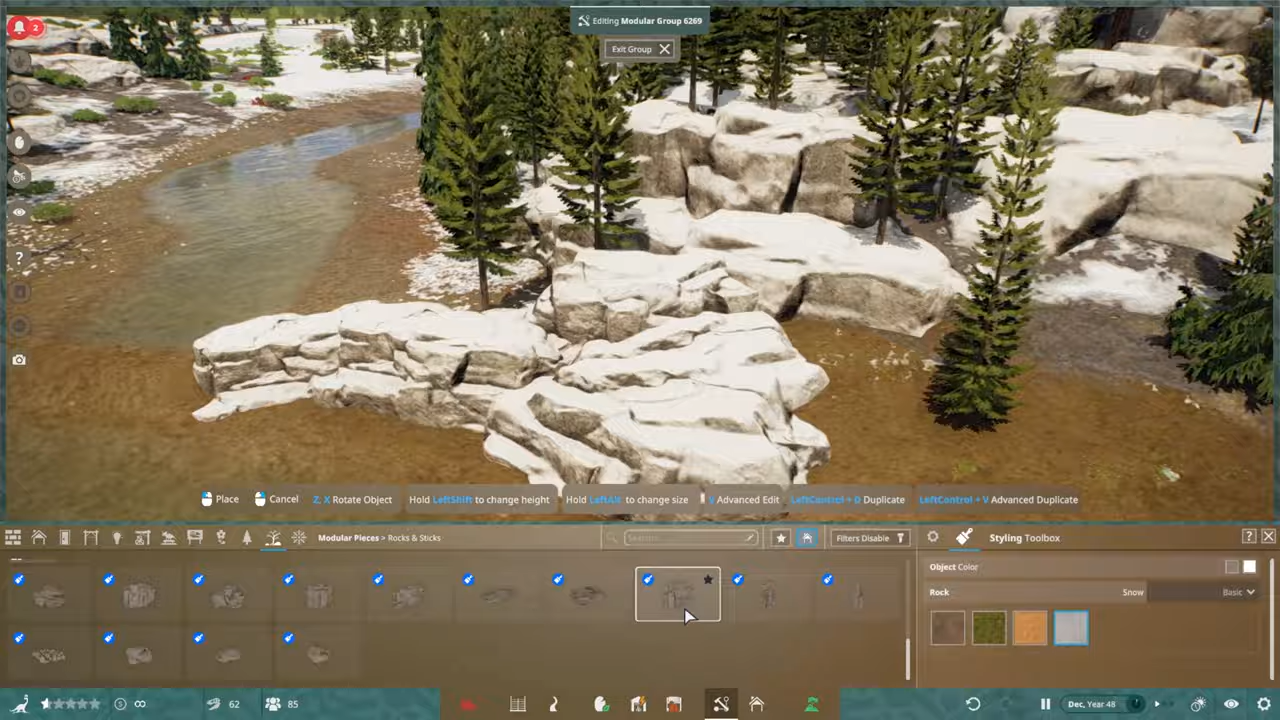 2
Editing Modular Group 6269
Exit Group
Place
Cancel
Z, X Rotate Object
Hold LeftShift to change height
Hold LeftAlt to change size
V Advanced Edit
LeftControl + D Duplicate
LeftControl + V Advanced Duplicate
Modular Pieces > Rocks & Sticks
Search...
Filters Disable
Styling Toolbox
?
Object Color
Rock
Snow
Basic
62
85
Dec, Year 48